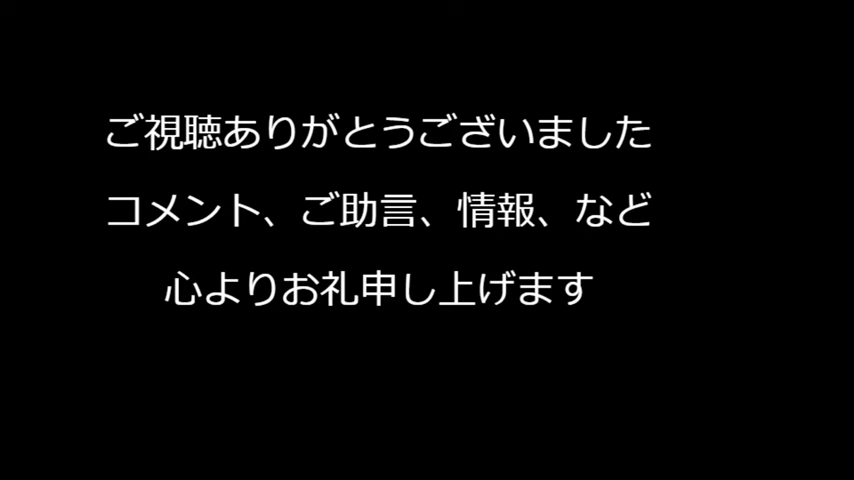 ご視聴ありがとうございました
コメント、ご助言、情報、など
心よりお礼申し上げます